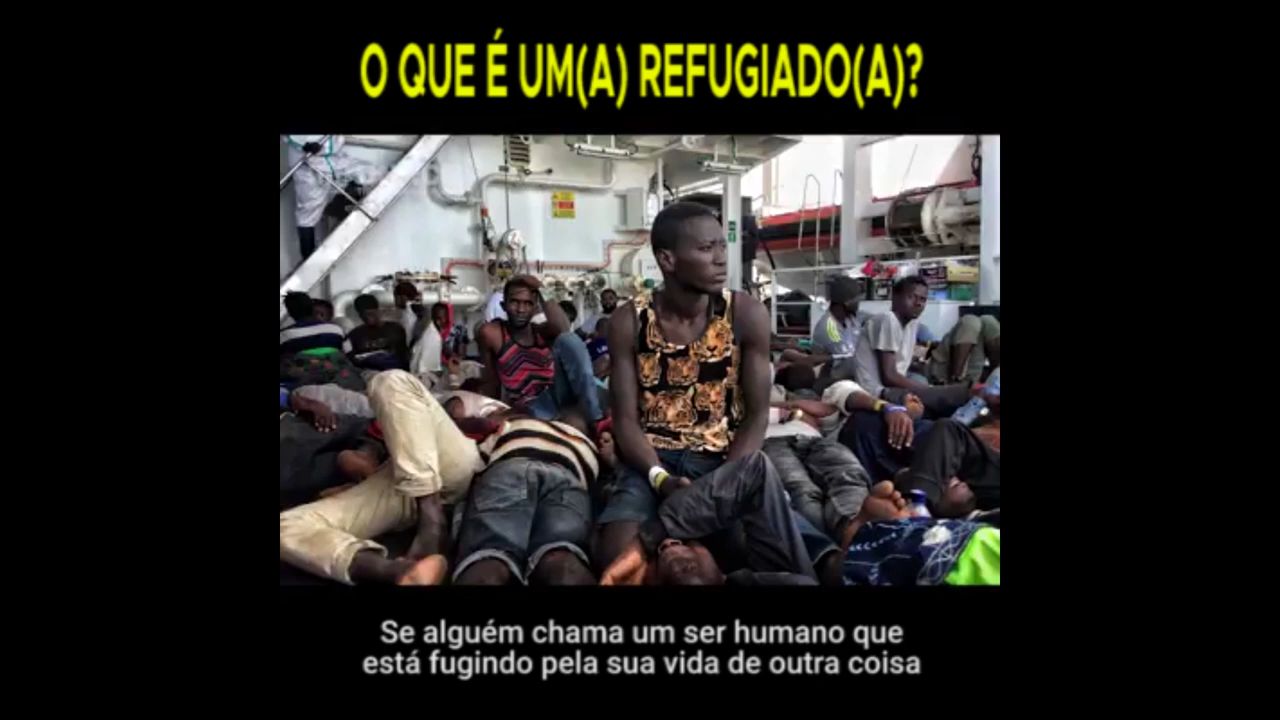 O QUE É UM(A) REFUGIADO(A)?
Se alguém chama um ser humano que
está fugindo pela sua vida de outra coisa